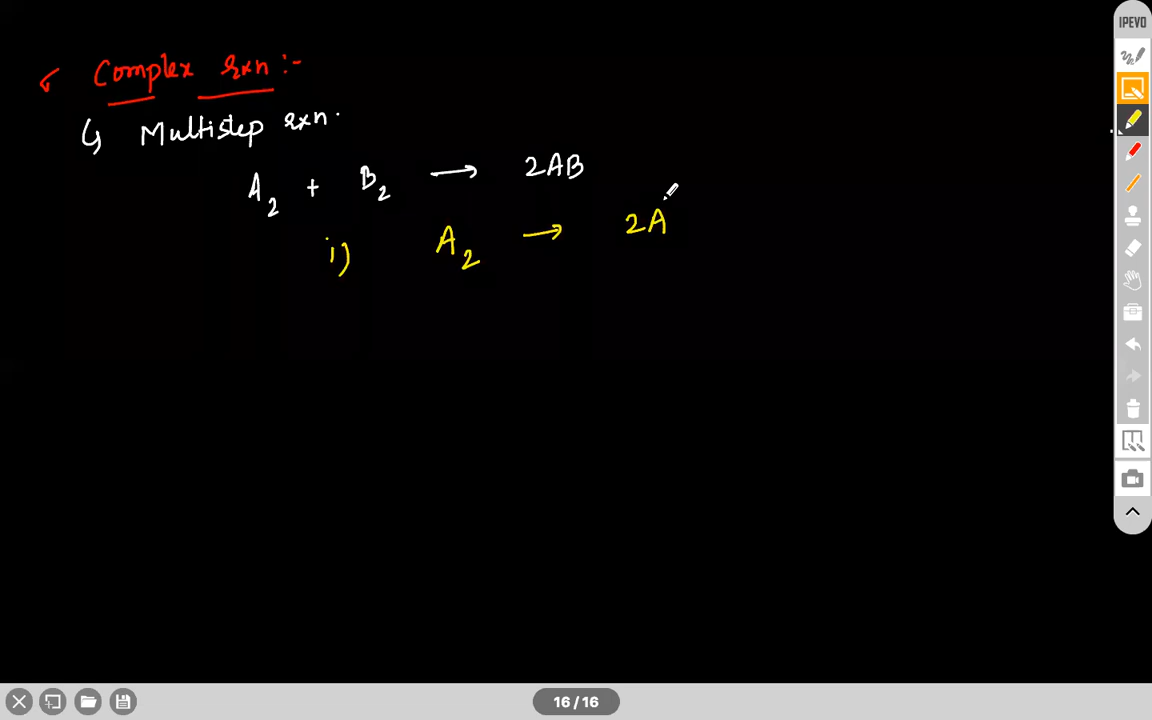 Complex rxn :-
↳ Multistep rxn.
A₂ + B₂ → 2AB
i) A₂ → 2A
IPEVO
16 / 16